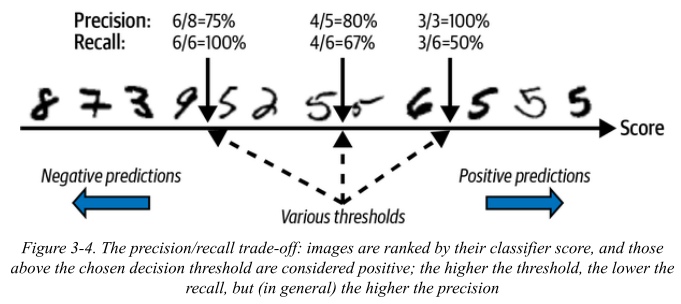 Precision: 6/8=75% 4/5=80% 3/3=100%
Recall: 6/6=100% 4/6=67% 3/6=50%
8 7 3 9 5 2 5 5 6 5 5 5
Score
Negative predictions Positive predictions
Various thresholds
Figure 3-4. The precision/recall trade-off: images are ranked by their classifier score, and those
above the chosen decision threshold are considered positive; the higher the threshold, the lower the
recall, but (in general) the higher the precision